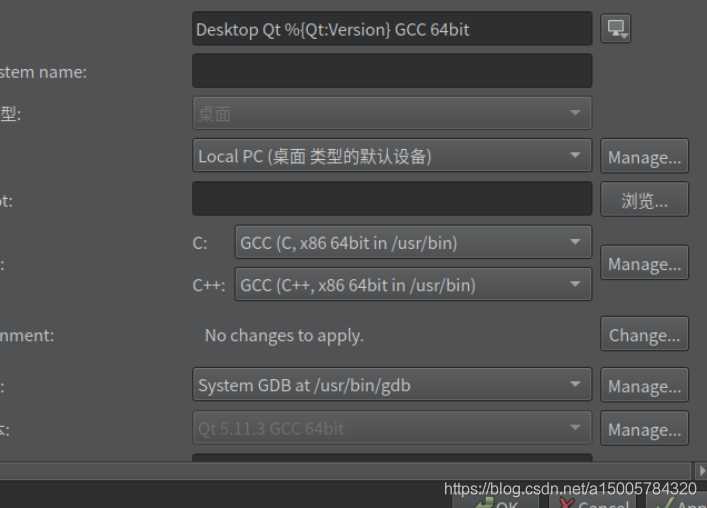 Desktop Qt %{Qt:Version} GCC 64bit
stem name:
型: 桌面
Local PC (桌面 类型的默认设备) Manage...
ot: 浏览...
C: GCC (C, x86 64bit in /usr/bin)
: Manage...
C++: GCC (C++, x86 64bit in /usr/bin)
nment: No changes to apply. Change...
: System GDB at /usr/bin/gdb Manage...
本: Qt 5.11.3 GCC 64bit Manage...
https://blog.csdn.net/a15005784320
OK Cancel App